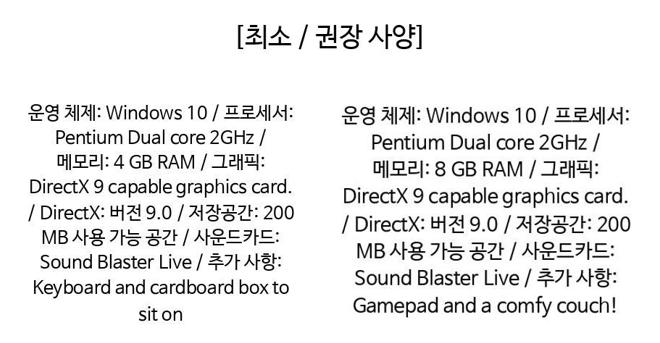 [최소 / 권장 사양]
운영 체제: Windows 10 / 프로세서:
Pentium Dual core 2GHz /
메모리: 4 GB RAM / 그래픽:
DirectX 9 capable graphics card.
/ DirectX: 버전 9.0 / 저장공간: 200
MB 사용 가능 공간 / 사운드카드:
Sound Blaster Live / 추가 사항:
Keyboard and cardboard box to
sit on
운영 체제: Windows 10 / 프로세서:
Pentium Dual core 2GHz /
메모리: 8 GB RAM / 그래픽:
DirectX 9 capable graphics card.
/ DirectX: 버전 9.0 / 저장공간: 200
MB 사용 가능 공간 / 사운드카드:
Sound Blaster Live / 추가 사항:
Gamepad and a comfy couch!